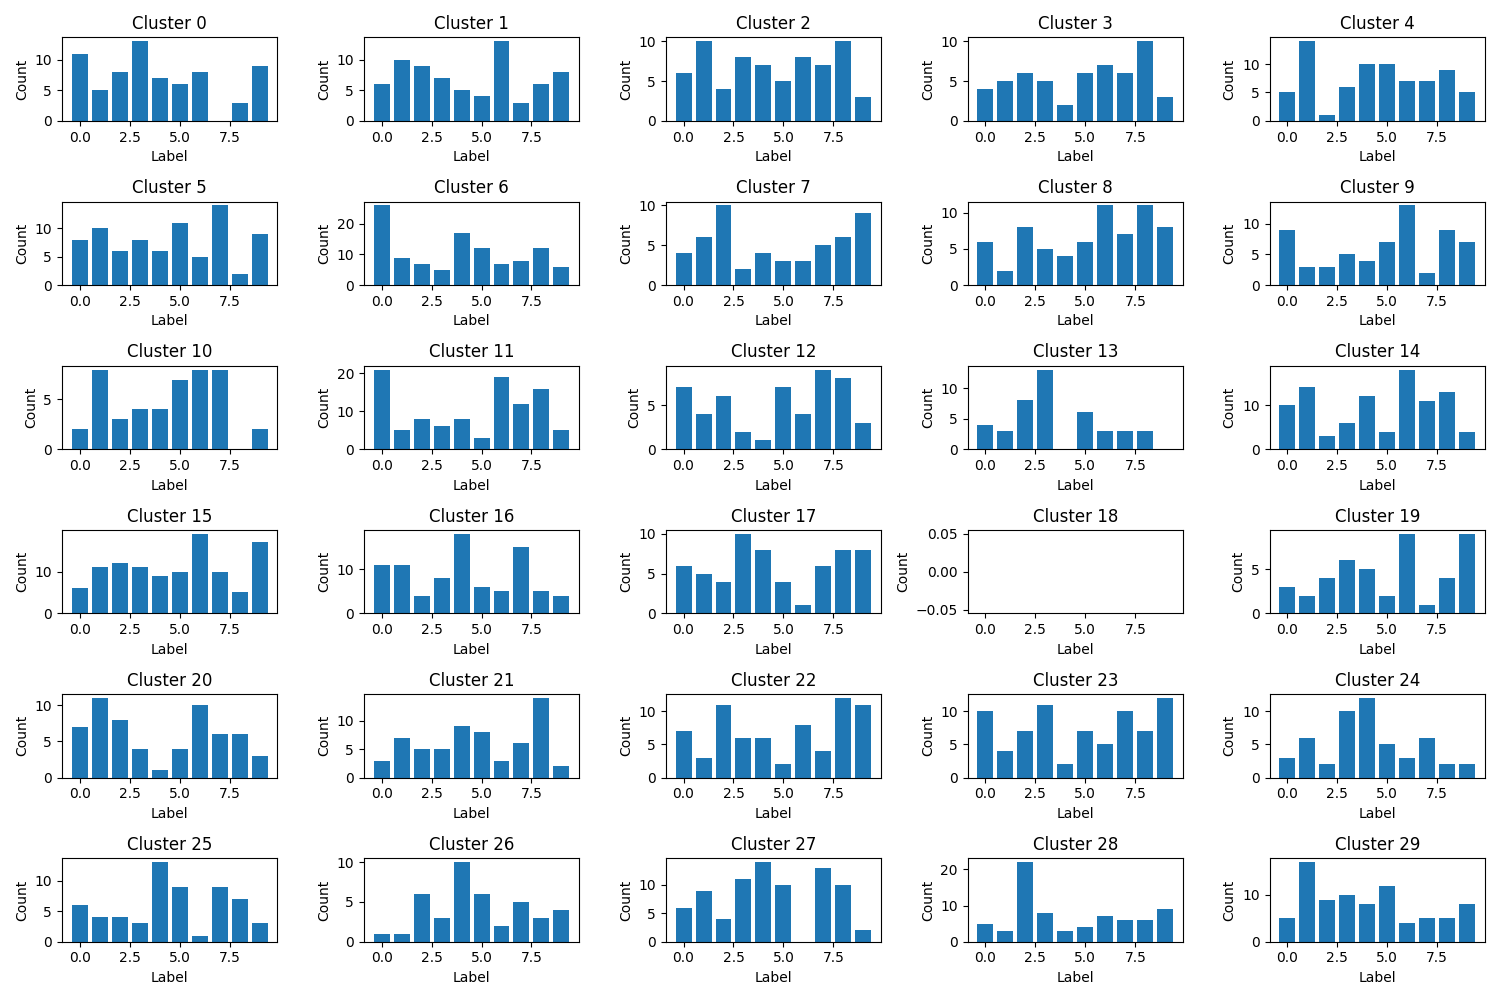 Cluster 0 Cluster 1 Cluster 2 Cluster 3 Cluster 4
Count 10 5 0 Count 10 5 0 Count 10 5 0 Count 10 5 0 Count 10 5 0
0.0 2.5 5.0 7.5 0.0 2.5 5.0 7.5 0.0 2.5 5.0 7.5 0.0 2.5 5.0 7.5 0.0 2.5 5.0 7.5
Label Label Label Label Label
Cluster 5 Cluster 6 Cluster 7 Cluster 8 Cluster 9
Count 10 5 0 Count 20 10 0 Count 10 5 0 Count 10 5 0 Count 10 5 0
0.0 2.5 5.0 7.5 0.0 2.5 5.0 7.5 0.0 2.5 5.0 7.5 0.0 2.5 5.0 7.5 0.0 2.5 5.0 7.5
Label Label Label Label Label
Cluster 10 Cluster 11 Cluster 12 Cluster 13 Cluster 14
Count 5 0 Count 20 10 0 Count 5 0 Count 10 5 0 Count 10 0
0.0 2.5 5.0 7.5 0.0 2.5 5.0 7.5 0.0 2.5 5.0 7.5 0.0 2.5 5.0 7.5 0.0 2.5 5.0 7.5
Label Label Label Label Label
Cluster 15 Cluster 16 Cluster 17 Cluster 18 Cluster 19
Count 10 0 Count 10 0 Count 10 5 0 Count 0.05 0.00 −0.05 Count 5 0
0.0 2.5 5.0 7.5 0.0 2.5 5.0 7.5 0.0 2.5 5.0 7.5 0.0 2.5 5.0 7.5 0.0 2.5 5.0 7.5
Label Label Label Label Label
Cluster 20 Cluster 21 Cluster 22 Cluster 23 Cluster 24
Count 10 5 0 Count 10 5 0 Count 10 5 0 Count 10 5 0 Count 10 5 0
0.0 2.5 5.0 7.5 0.0 2.5 5.0 7.5 0.0 2.5 5.0 7.5 0.0 2.5 5.0 7.5 0.0 2.5 5.0 7.5
Label Label Label Label Label
Cluster 25 Cluster 26 Cluster 27 Cluster 28 Cluster 29
Count 10 5 0 Count 10 5 0 Count 10 5 0 Count 20 10 0 Count 10 0
0.0 2.5 5.0 7.5 0.0 2.5 5.0 7.5 0.0 2.5 5.0 7.5 0.0 2.5 5.0 7.5 0.0 2.5 5.0 7.5
Label Label Label Label Label